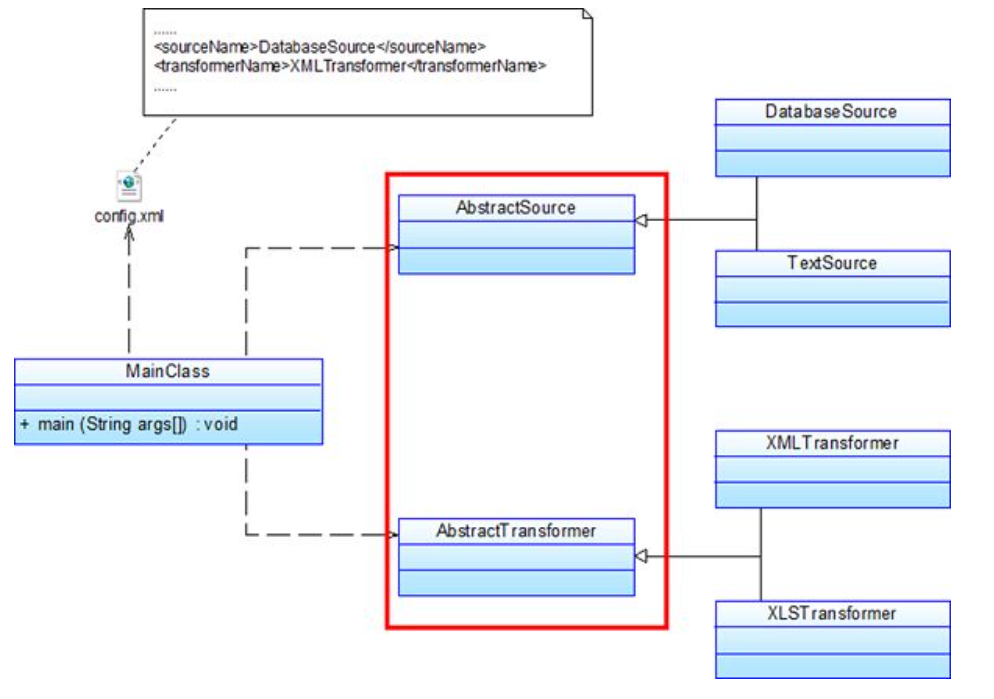 ......
<sourceName>DatabaseSource</sourceName>
<transformerName>XMLTransformer</transformerName>
......
DatabaseSource
config.xml
AbstractSource
TextSource
MainClass
+ main (String args[]) : void
XMLTransformer
AbstractTransformer
XLSTransformer